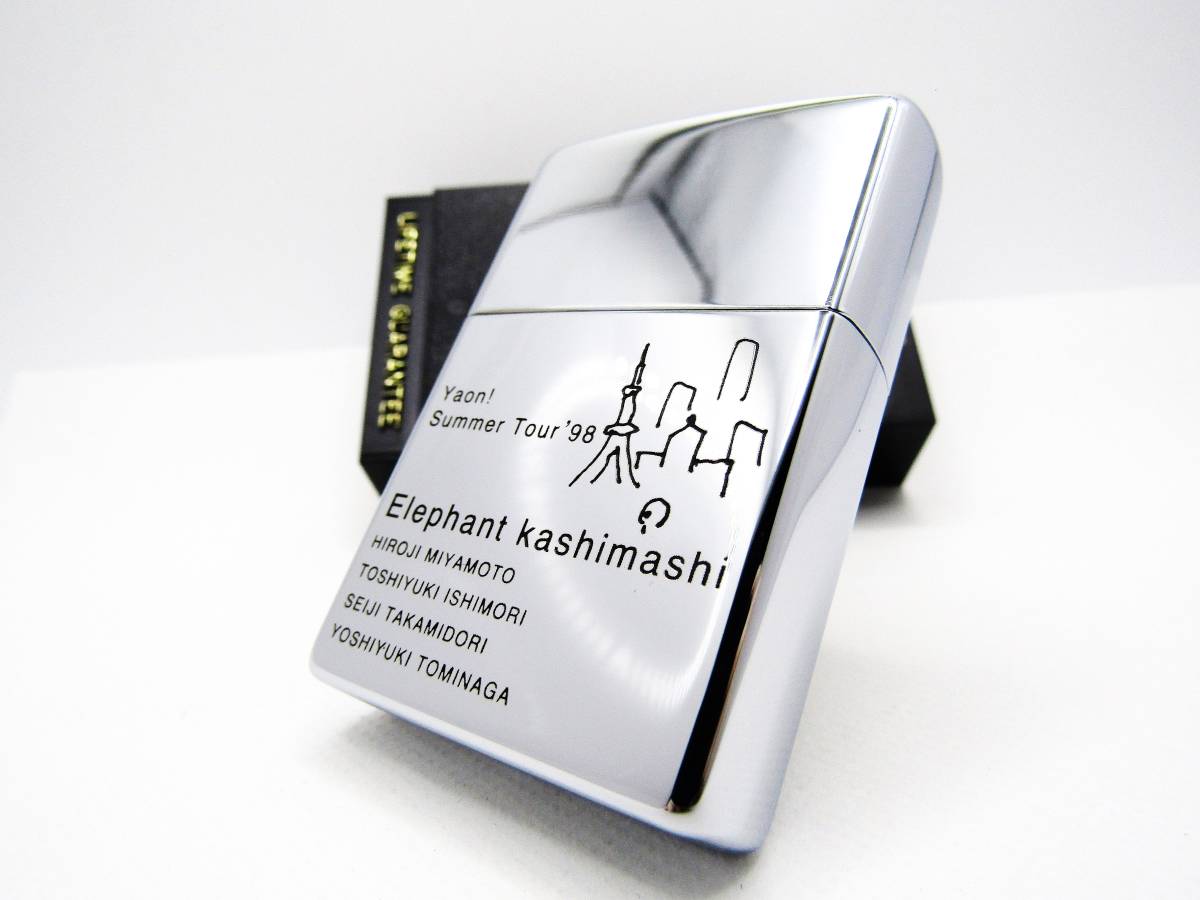 Yaon!
Summer Tour '98
Elephant kashimashi
HIROJI MIYAMOTO
TOSHIYUKI ISHIMORI
SEIJI TAKAMIDORI
YOSHIYUKI TOMINAGA
LIFETIME GUARANTEE